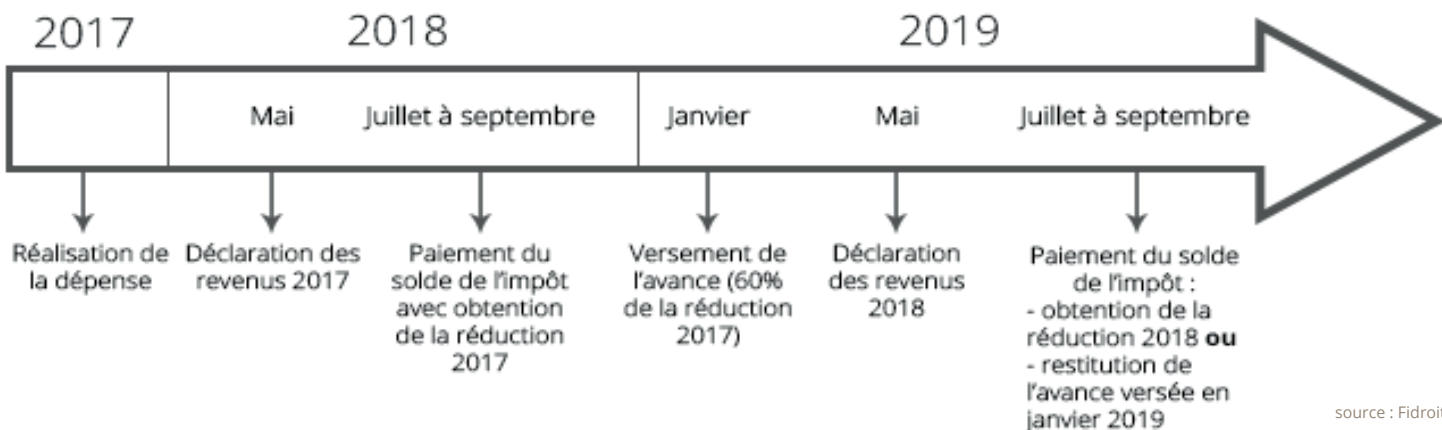 2017
2018
2019
Mai
Juillet à septembre
Janvier
Mai
Juillet à septembre
Réalisation de
la dépense
Déclaration des
revenus 2017
Paiement du
solde de l'impôt
avec obtention
de la réduction
2017
Versement de
l'avance (60%
de la réduction
2017)
Déclaration
des revenus
2018
Paiement du solde
de l'impôt :
- obtention de la
réduction 2018 ou
- restitution de
l'avance versée en
janvier 2019
source : Fidroit